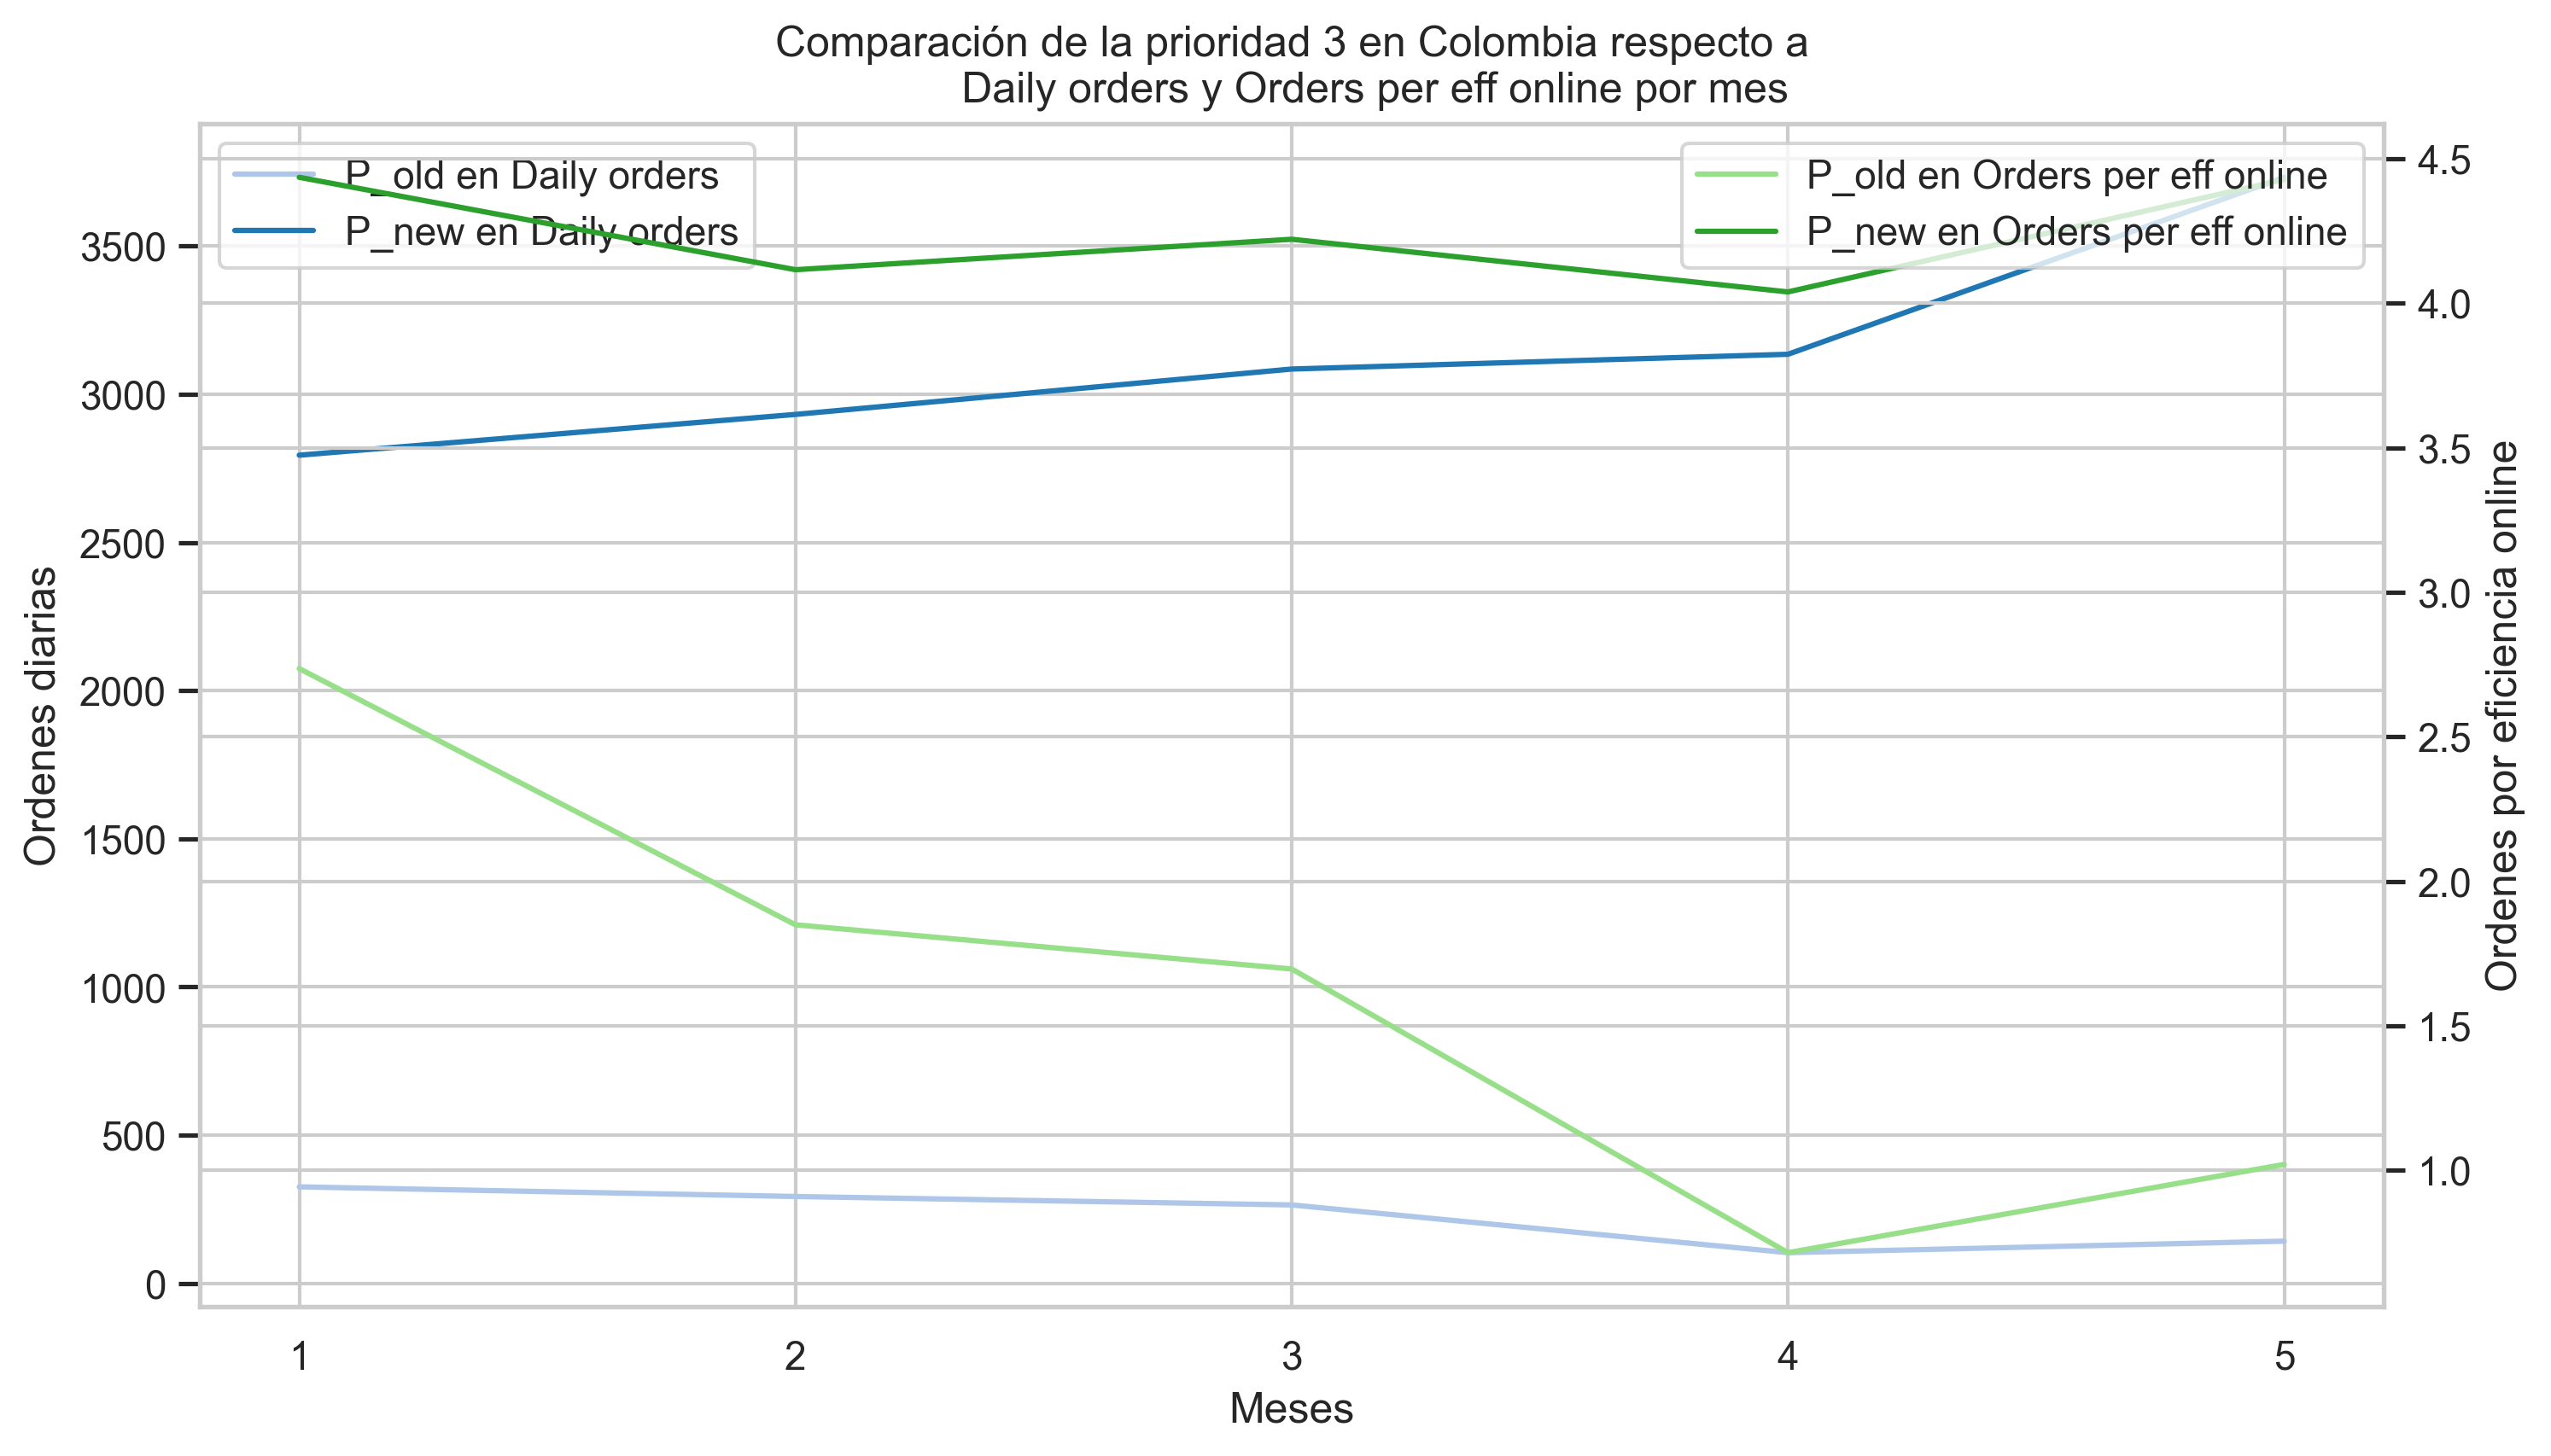 Comparación de la prioridad 3 en Colombia respecto a
Daily orders y Orders per eff online por mes
P_old en Daily orders
P_new en Daily orders
P_old en Orders per eff online
P_new en Orders per eff online
Ordenes diarias
3500
3000
2500
2000
1500
1000
500
0
4.5
4.0
3.5
3.0
2.5
2.0
1.5
1.0
Ordenes por eficiencia online
1 2 3 4 5
Meses